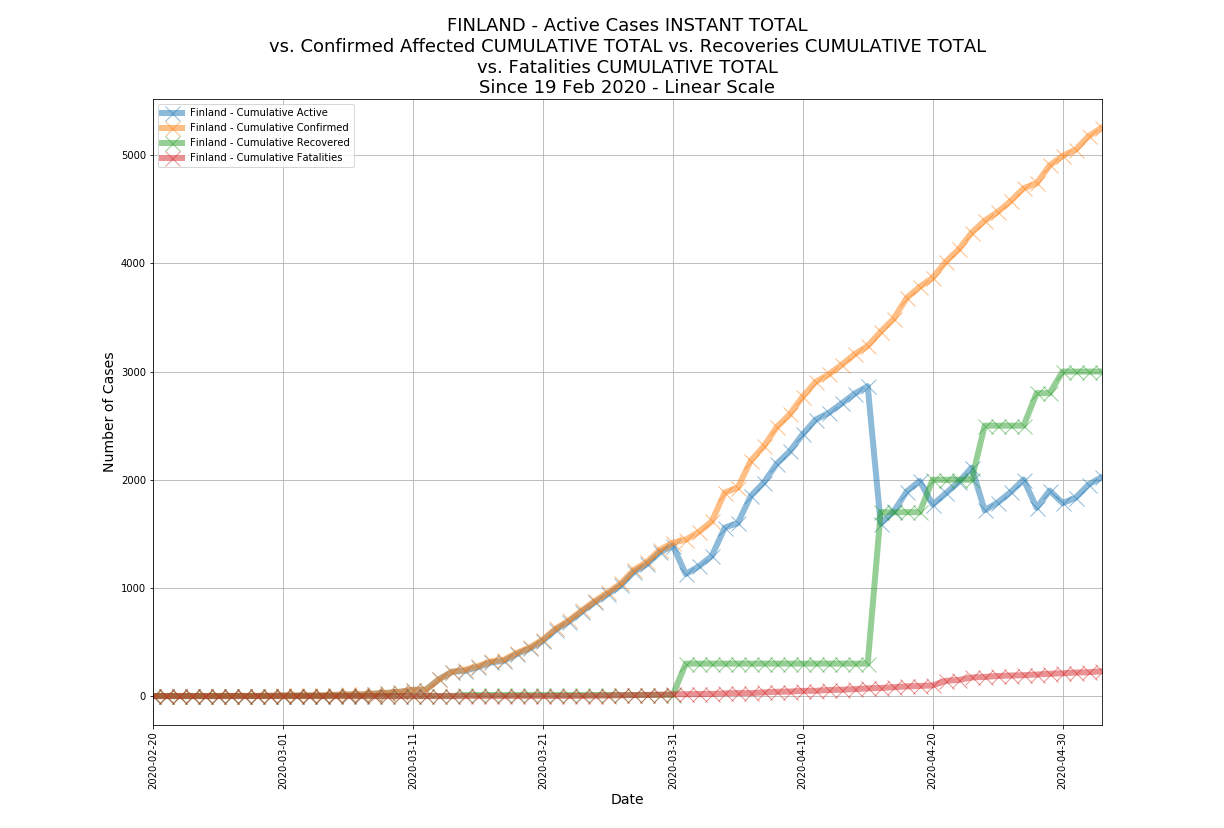 FINLAND - Active Cases INSTANT TOTAL
vs. Confirmed Affected CUMULATIVE TOTAL vs. Recoveries CUMULATIVE TOTAL
vs. Fatalities CUMULATIVE TOTAL
Since 19 Feb 2020 - Linear Scale
Finland - Cumulative Active
Finland - Cumulative Confirmed
Finland - Cumulative Recovered
Finland - Cumulative Fatalities
Number of Cases
5000
4000
3000
2000
1000
0
2020-02-20
2020-03-01
2020-03-11
2020-03-21
2020-03-31
2020-04-10
2020-04-20
2020-04-30
Date